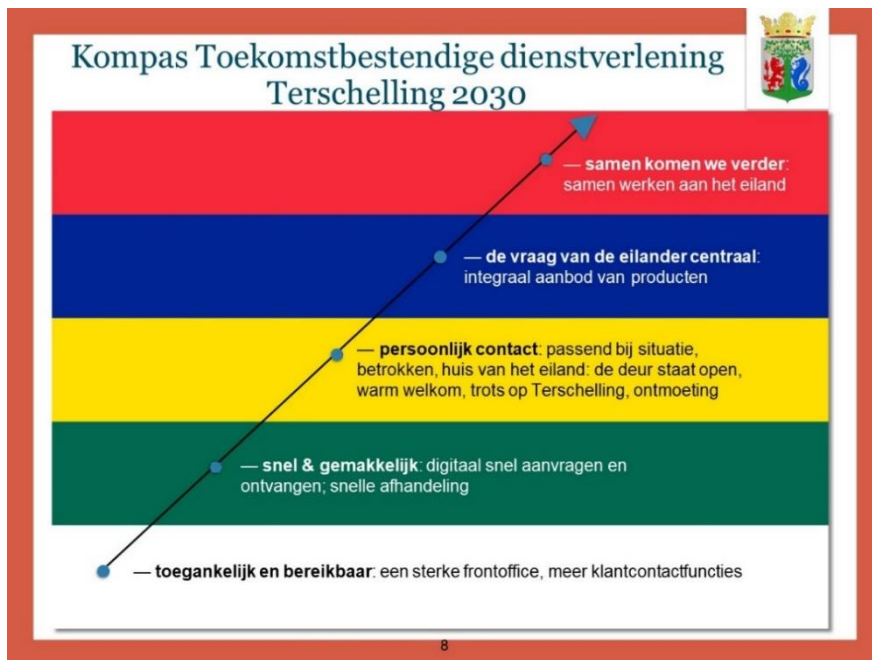 Kompas Toekomstbestendige dienstverlening
Terschelling 2030
— samen komen we verder:
samen werken aan het eiland
— de vraag van de eilander centraal:
integraal aanbod van producten
— persoonlijk contact: passend bij situatie,
betrokken, huis van het eiland: de deur staat open,
warm welkom, trots op Terschelling, ontmoeting
— snel & gemakkelijk: digitaal snel aanvragen en
ontvangen; snelle afhandeling
— toegankelijk en bereikbaar: een sterke frontoffice, meer klantcontactfuncties
8